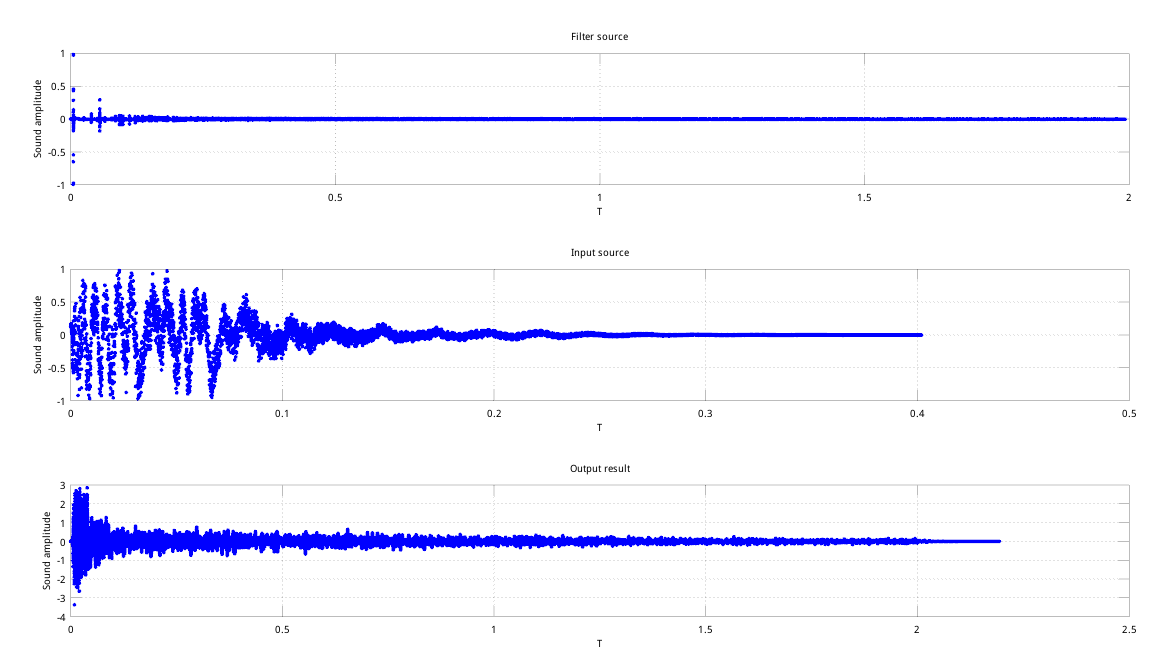 Filter source
Sound amplitude
1
0.5
0
-0.5
-1
0 0.5 1 1.5 2
T
Input source
Sound amplitude
1
0.5
0
-0.5
-1
0 0.1 0.2 0.3 0.4 0.5
T
Output result
Sound amplitude
3
2
1
0
-1
-2
-3
-4
0 0.5 1 1.5 2 2.5
T